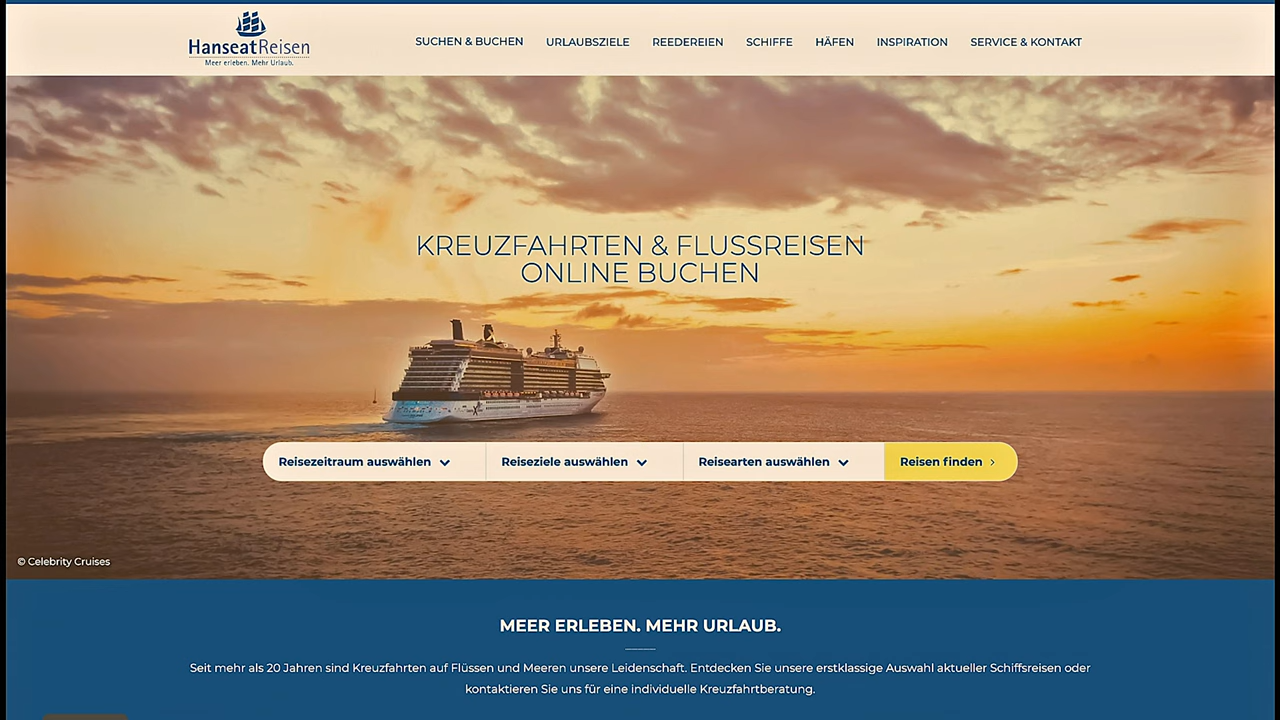 HanseatReisen
Meer erleben. Mehr Urlaub.
SUCHEN & BUCHEN
URLAUBSZIELE
REEDEREIEN
SCHIFFE
HÄFEN
INSPIRATION
SERVICE & KONTAKT
KREUZFAHRTEN & FLUSSREISEN
ONLINE BUCHEN
Reisezeitraum auswählen
Reiseziele auswählen
Reisearten auswählen
Reisen finden
© Celebrity Cruises
MEER ERLEBEN. MEHR URLAUB.
Seit mehr als 20 Jahren sind Kreuzfahrten auf Flüssen und Meeren unsere Leidenschaft. Entdecken Sie unsere erstklassige Auswahl aktueller Schiffsreisen oder
kontaktieren Sie uns für eine individuelle Kreuzfahrtberatung.